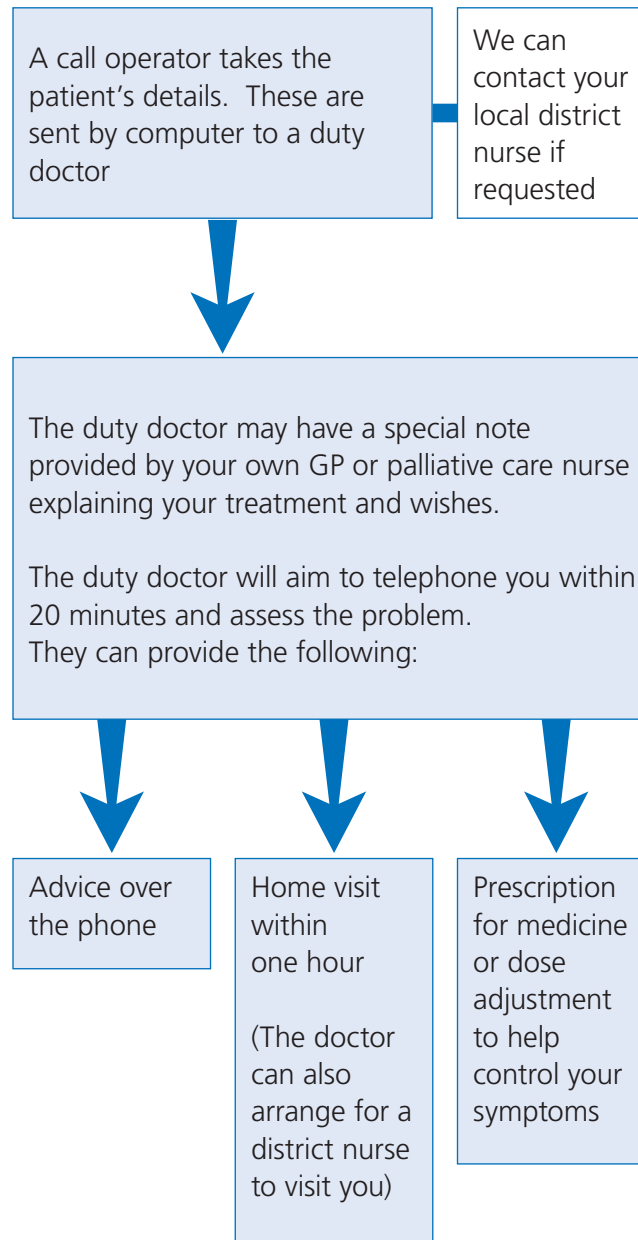 A call operator takes the
patient’s details.  These are
sent by computer to a duty
doctor
We can
contact your
local district
nurse if
requested
The duty doctor may have a special note
provided by your own GP or palliative care nurse
explaining your treatment and wishes.
The duty doctor will aim to telephone you within
20 minutes and assess the problem.
They can provide the following:
Advice over
the phone
Home visit
within
one hour
(The doctor
can also
arrange for a
district nurse
to visit you)
Prescription
for medicine
or dose
adjustment
to help
control your
symptoms